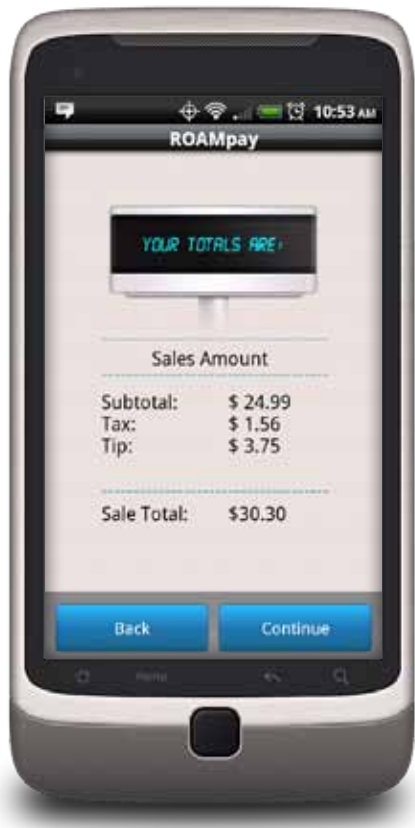 10:53 AM
ROAMpay
YOUR TOTALS ARE:
Sales Amount
Subtotal: $ 24.99
Tax: $ 1.56
Tip: $ 3.75
Sale Total: $30.30
Back Continue
menu